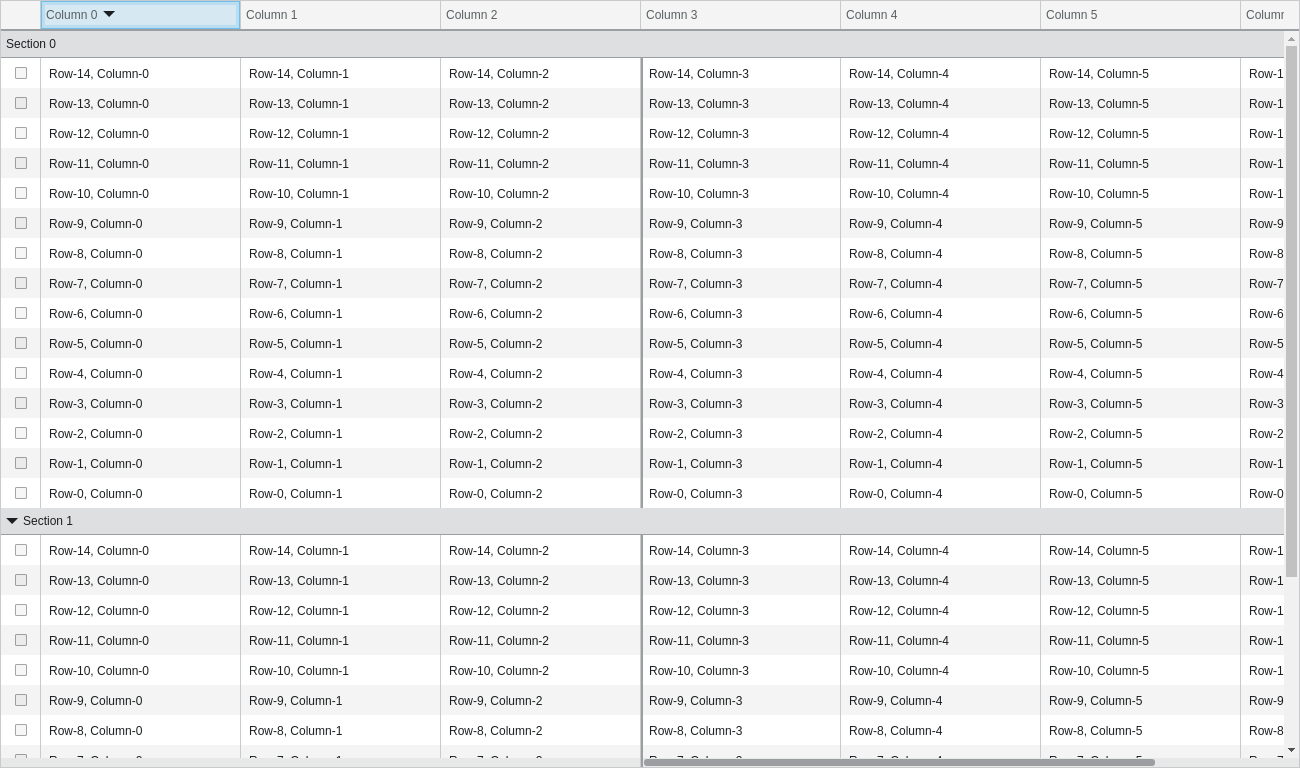 Column 0 Column 1 Column 2 Column 3 Column 4 Column 5
Section 0
Row-14, Column-0 Row-14, Column-1 Row-14, Column-2 Row-14, Column-3 Row-14, Column-4 Row-14, Column-5
Row-13, Column-0 Row-13, Column-1 Row-13, Column-2 Row-13, Column-3 Row-13, Column-4 Row-13, Column-5
Row-12, Column-0 Row-12, Column-1 Row-12, Column-2 Row-12, Column-3 Row-12, Column-4 Row-12, Column-5
Row-11, Column-0 Row-11, Column-1 Row-11, Column-2 Row-11, Column-3 Row-11, Column-4 Row-11, Column-5
Row-10, Column-0 Row-10, Column-1 Row-10, Column-2 Row-10, Column-3 Row-10, Column-4 Row-10, Column-5
Row-9, Column-0 Row-9, Column-1 Row-9, Column-2 Row-9, Column-3 Row-9, Column-4 Row-9, Column-5 Row-9
Row-8, Column-0 Row-8, Column-1 Row-8, Column-2 Row-8, Column-3 Row-8, Column-4 Row-8, Column-5 Row-8
Row-7, Column-0 Row-7, Column-1 Row-7, Column-2 Row-7, Column-3 Row-7, Column-4 Row-7, Column-5 Row-7
Row-6, Column-0 Row-6, Column-1 Row-6, Column-2 Row-6, Column-3 Row-6, Column-4 Row-6, Column-5 Row-6
Row-5, Column-0 Row-5, Column-1 Row-5, Column-2 Row-5, Column-3 Row-5, Column-4 Row-5, Column-5 Row-5
Row-4, Column-0 Row-4, Column-1 Row-4, Column-2 Row-4, Column-3 Row-4, Column-4 Row-4, Column-5 Row-4
Row-3, Column-0 Row-3, Column-1 Row-3, Column-2 Row-3, Column-3 Row-3, Column-4 Row-3, Column-5 Row-3
Row-2, Column-0 Row-2, Column-1 Row-2, Column-2 Row-2, Column-3 Row-2, Column-4 Row-2, Column-5 Row-2
Row-1, Column-0 Row-1, Column-1 Row-1, Column-2 Row-1, Column-3 Row-1, Column-4 Row-1, Column-5 Row-1
Row-0, Column-0 Row-0, Column-1 Row-0, Column-2 Row-0, Column-3 Row-0, Column-4 Row-0, Column-5 Row-0
Section 1
Row-14, Column-0 Row-14, Column-1 Row-14, Column-2 Row-14, Column-3 Row-14, Column-4 Row-14, Column-5
Row-13, Column-0 Row-13, Column-1 Row-13, Column-2 Row-13, Column-3 Row-13, Column-4 Row-13, Column-5
Row-12, Column-0 Row-12, Column-1 Row-12, Column-2 Row-12, Column-3 Row-12, Column-4 Row-12, Column-5
Row-11, Column-0 Row-11, Column-1 Row-11, Column-2 Row-11, Column-3 Row-11, Column-4 Row-11, Column-5
Row-10, Column-0 Row-10, Column-1 Row-10, Column-2 Row-10, Column-3 Row-10, Column-4 Row-10, Column-5
Row-9, Column-0 Row-9, Column-1 Row-9, Column-2 Row-9, Column-3 Row-9, Column-4 Row-9, Column-5 Row-9
Row-8, Column-0 Row-8, Column-1 Row-8, Column-2 Row-8, Column-3 Row-8, Column-4 Row-8, Column-5 Row-8